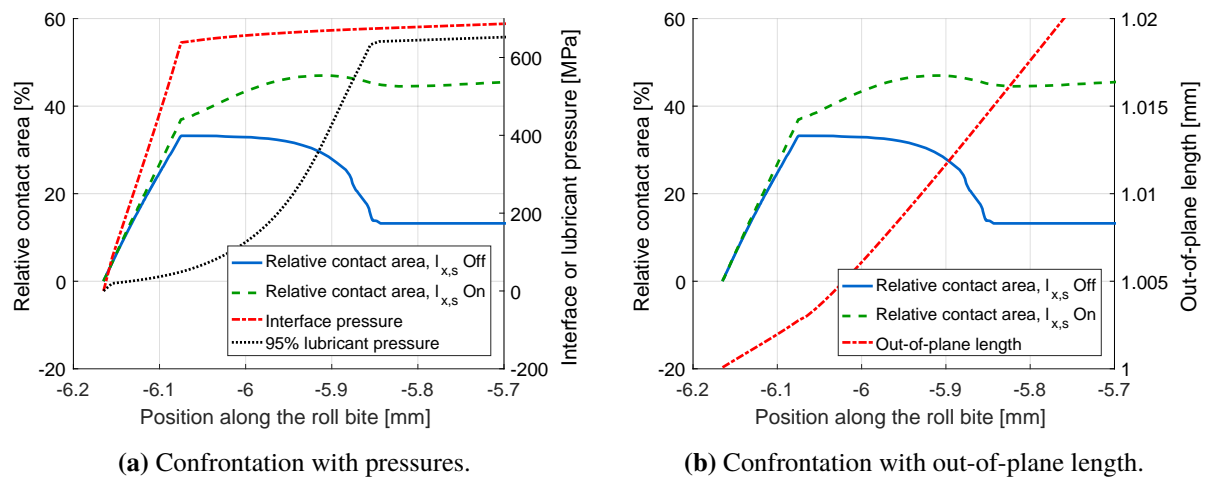 60
40
20
0
-20
Relative contact area [%]
600
400
200
0
-200
Interface or lubricant pressure [MPa]
Relative contact area, l_{x,s} Off
Relative contact area, l_{x,s} On
Interface pressure
95% lubricant pressure
-6.2 -6.1 -6 -5.9 -5.8 -5.7
Position along the roll bite [mm]
(a) Confrontation with pressures.
60
40
20
0
-20
Relative contact area [%]
1.02
1.015
1.01
1.005
1
Out-of-plane length [mm]
Relative contact area, l_{x,s} Off
Relative contact area, l_{x,s} On
Out-of-plane length
-6.2 -6.1 -6 -5.9 -5.8 -5.7
Position along the roll bite [mm]
(b) Confrontation with out-of-plane length.